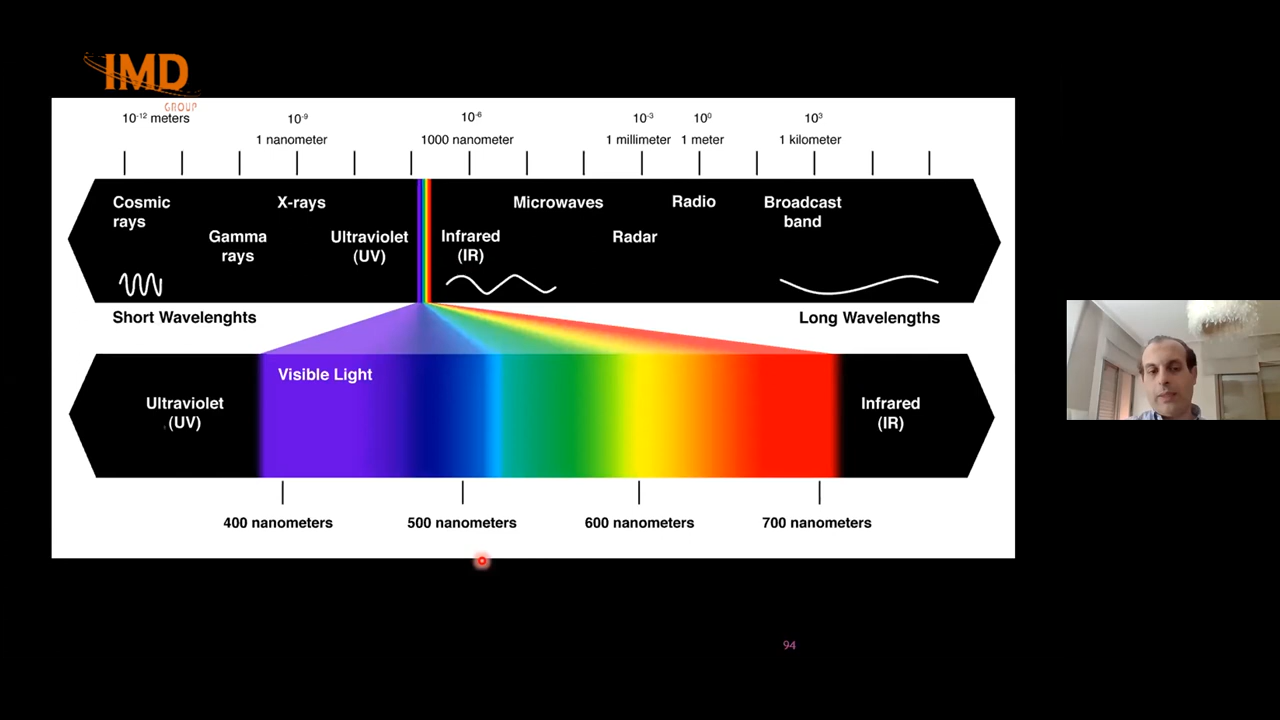 IMD
GROUP
10⁻¹² meters 10⁻⁹ 10⁻⁶ 10⁻³ 10⁰ 10³
1 nanometer 1000 nanometer 1 millimeter 1 meter 1 kilometer
Cosmic
rays
X-rays
Microwaves
Radio
Broadcast
band
Gamma
rays
Ultraviolet
(UV)
Infrared
(IR)
Radar
Short Wavelenghts
Long Wavelengths
Visible Light
Ultraviolet
(UV)
Infrared
(IR)
400 nanometers 500 nanometers 600 nanometers 700 nanometers
94